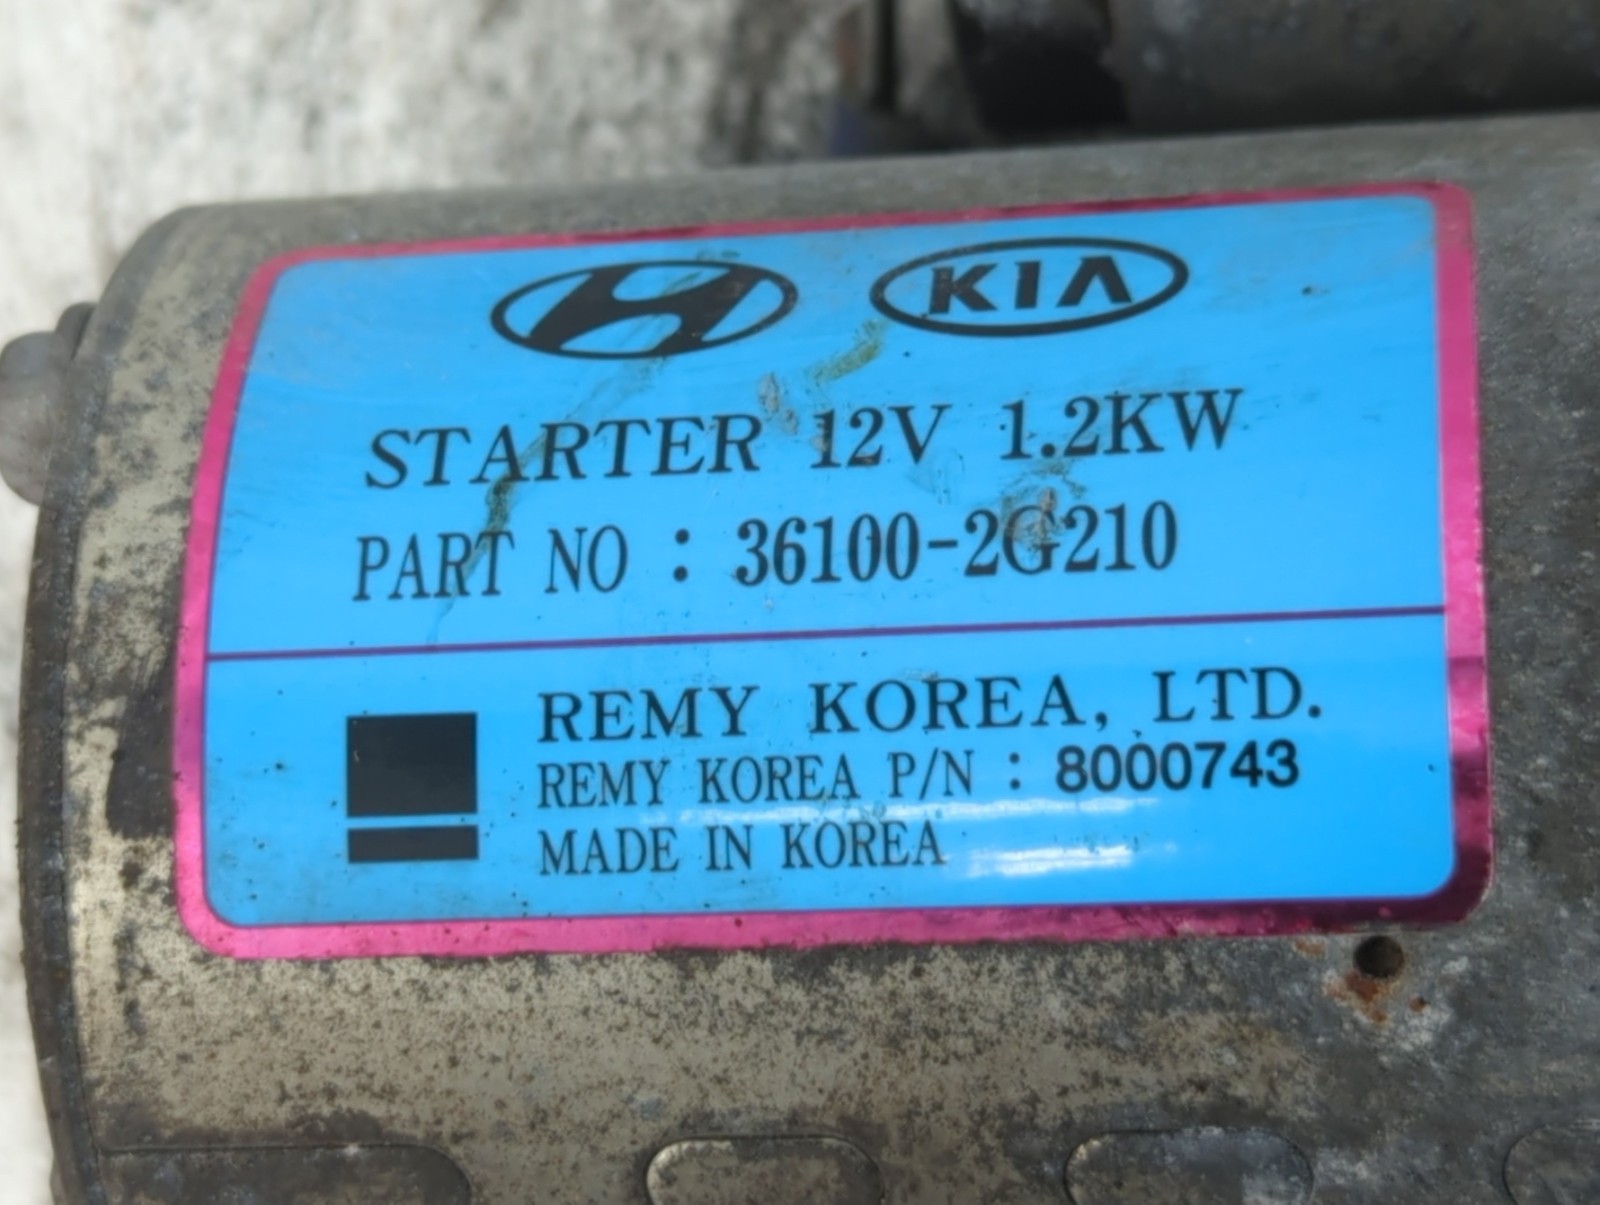 KIA
STARTER 12V 1.2KW
PART NO : 36100-2G210
REMY KOREA, LTD.
REMY KOREA P/N : 8000743
MADE IN KOREA